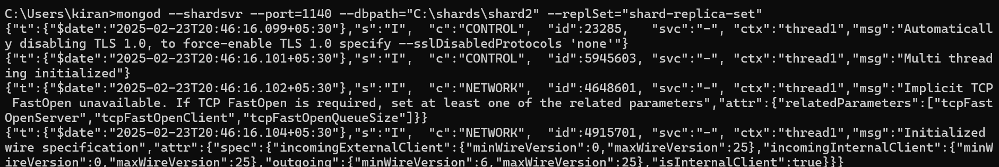 C:\Users\kiran>mongod --shardsvr --port=1140 --dbpath="C:\shards\shard2" --replSet="shard-replica-set"
{"t":{"$date":"2025-02-23T20:46:16.099+05:30"},"s":"I",  "c":"CONTROL",  "id":23285,   "svc":"-", "ctx":"thread1","msg":"Automaticall
y disabling TLS 1.0, to force-enable TLS 1.0 specify --sslDisabledProtocols 'none'"}
{"t":{"$date":"2025-02-23T20:46:16.101+05:30"},"s":"I",  "c":"CONTROL",  "id":5945603, "svc":"-", "ctx":"thread1","msg":"Multi thread
ing initialized"}
{"t":{"$date":"2025-02-23T20:46:16.102+05:30"},"s":"I",  "c":"NETWORK",  "id":4648601, "svc":"-", "ctx":"thread1","msg":"Implicit TCP
 FastOpen unavailable. If TCP FastOpen is required, set at least one of the related parameters","attr":{"relatedParameters":["tcpFast
OpenServer","tcpFastOpenClient","tcpFastOpenQueueSize"]}}
{"t":{"$date":"2025-02-23T20:46:16.104+05:30"},"s":"I",  "c":"NETWORK",  "id":4915701, "svc":"-", "ctx":"thread1","msg":"Initialized
wire specification","attr":{"spec":{"incomingExternalClient":{"minWireVersion":0,"maxWireVersion":25},"incomingInternalClient":{"minW
ireVersion":0,"maxWireVersion":25},"outgoing":{"minWireVersion":6,"maxWireVersion":25},"isInternalClient":true}}}